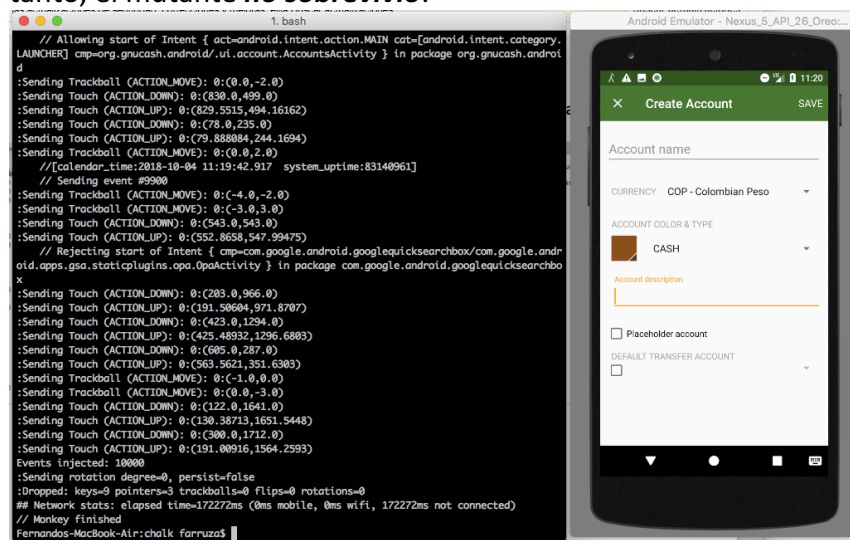 tante, el mutante no sobrevivió.
1. bash
// Allowing start of Intent { act=android.intent.action.MAIN cat=[android.intent.category.
LAUNCHER] cmp=org.gnucash.android/.ui.account.AccountsActivity } in package org.gnucash.androi
d
:Sending Trackball (ACTION_MOVE): 0:(0.0,-2.0)
:Sending Touch (ACTION_DOWN): 0:(830.0,499.0)
:Sending Touch (ACTION_UP): 0:(829.5515,494.16162)
:Sending Touch (ACTION_DOWN): 0:(78.0,235.0)
:Sending Touch (ACTION_UP): 0:(79.888084,244.1694)
:Sending Trackball (ACTION_MOVE): 0:(0.0,2.0)
//[calendar_time:2018-10-04 11:19:42.917 system_uptime:83140961]
// Sending event #9900
:Sending Trackball (ACTION_MOVE): 0:(-4.0,-2.0)
:Sending Trackball (ACTION_MOVE): 0:(-3.0,3.0)
:Sending Touch (ACTION_DOWN): 0:(543.0,543.0)
:Sending Touch (ACTION_UP): 0:(552.8658,547.99475)
// Rejecting start of Intent { cmp=com.google.android.googlequicksearchbox/com.google.andr
oid.apps.gsa.staticplugins.opa.OpaActivity } in package com.google.android.googlequicksearchbo
x
:Sending Touch (ACTION_DOWN): 0:(203.0,966.0)
:Sending Touch (ACTION_UP): 0:(191.50604,971.8707)
:Sending Touch (ACTION_DOWN): 0:(423.0,1294.0)
:Sending Touch (ACTION_UP): 0:(425.48932,1296.6803)
:Sending Touch (ACTION_DOWN): 0:(605.0,287.0)
:Sending Touch (ACTION_UP): 0:(563.5621,351.6303)
:Sending Trackball (ACTION_MOVE): 0:(-1.0,0.0)
:Sending Trackball (ACTION_MOVE): 0:(0.0,-3.0)
:Sending Touch (ACTION_DOWN): 0:(122.0,1641.0)
:Sending Touch (ACTION_UP): 0:(130.38713,1651.5448)
:Sending Touch (ACTION_DOWN): 0:(300.0,1712.0)
:Sending Touch (ACTION_UP): 0:(191.00916,1564.2593)
Events injected: 10000
:Sending rotation degree=0, persist=false
:Dropped: keys=9 pointers=3 trackballs=0 flips=0 rotations=0
## Network stats: elapsed time=172272ms (0ms mobile, 0ms wifi, 172272ms not connected)
// Monkey finished
Fernandos-MacBook-Air:chalk farruza$
Android Emulator - Nexus_5_API_26_Oreo:...
11:20
Create Account SAVE
Account name
CURRENCY COP - Colombian Peso
ACCOUNT COLOR & TYPE
CASH
Account description
Placeholder account
DEFAULT TRANSFER ACCOUNT